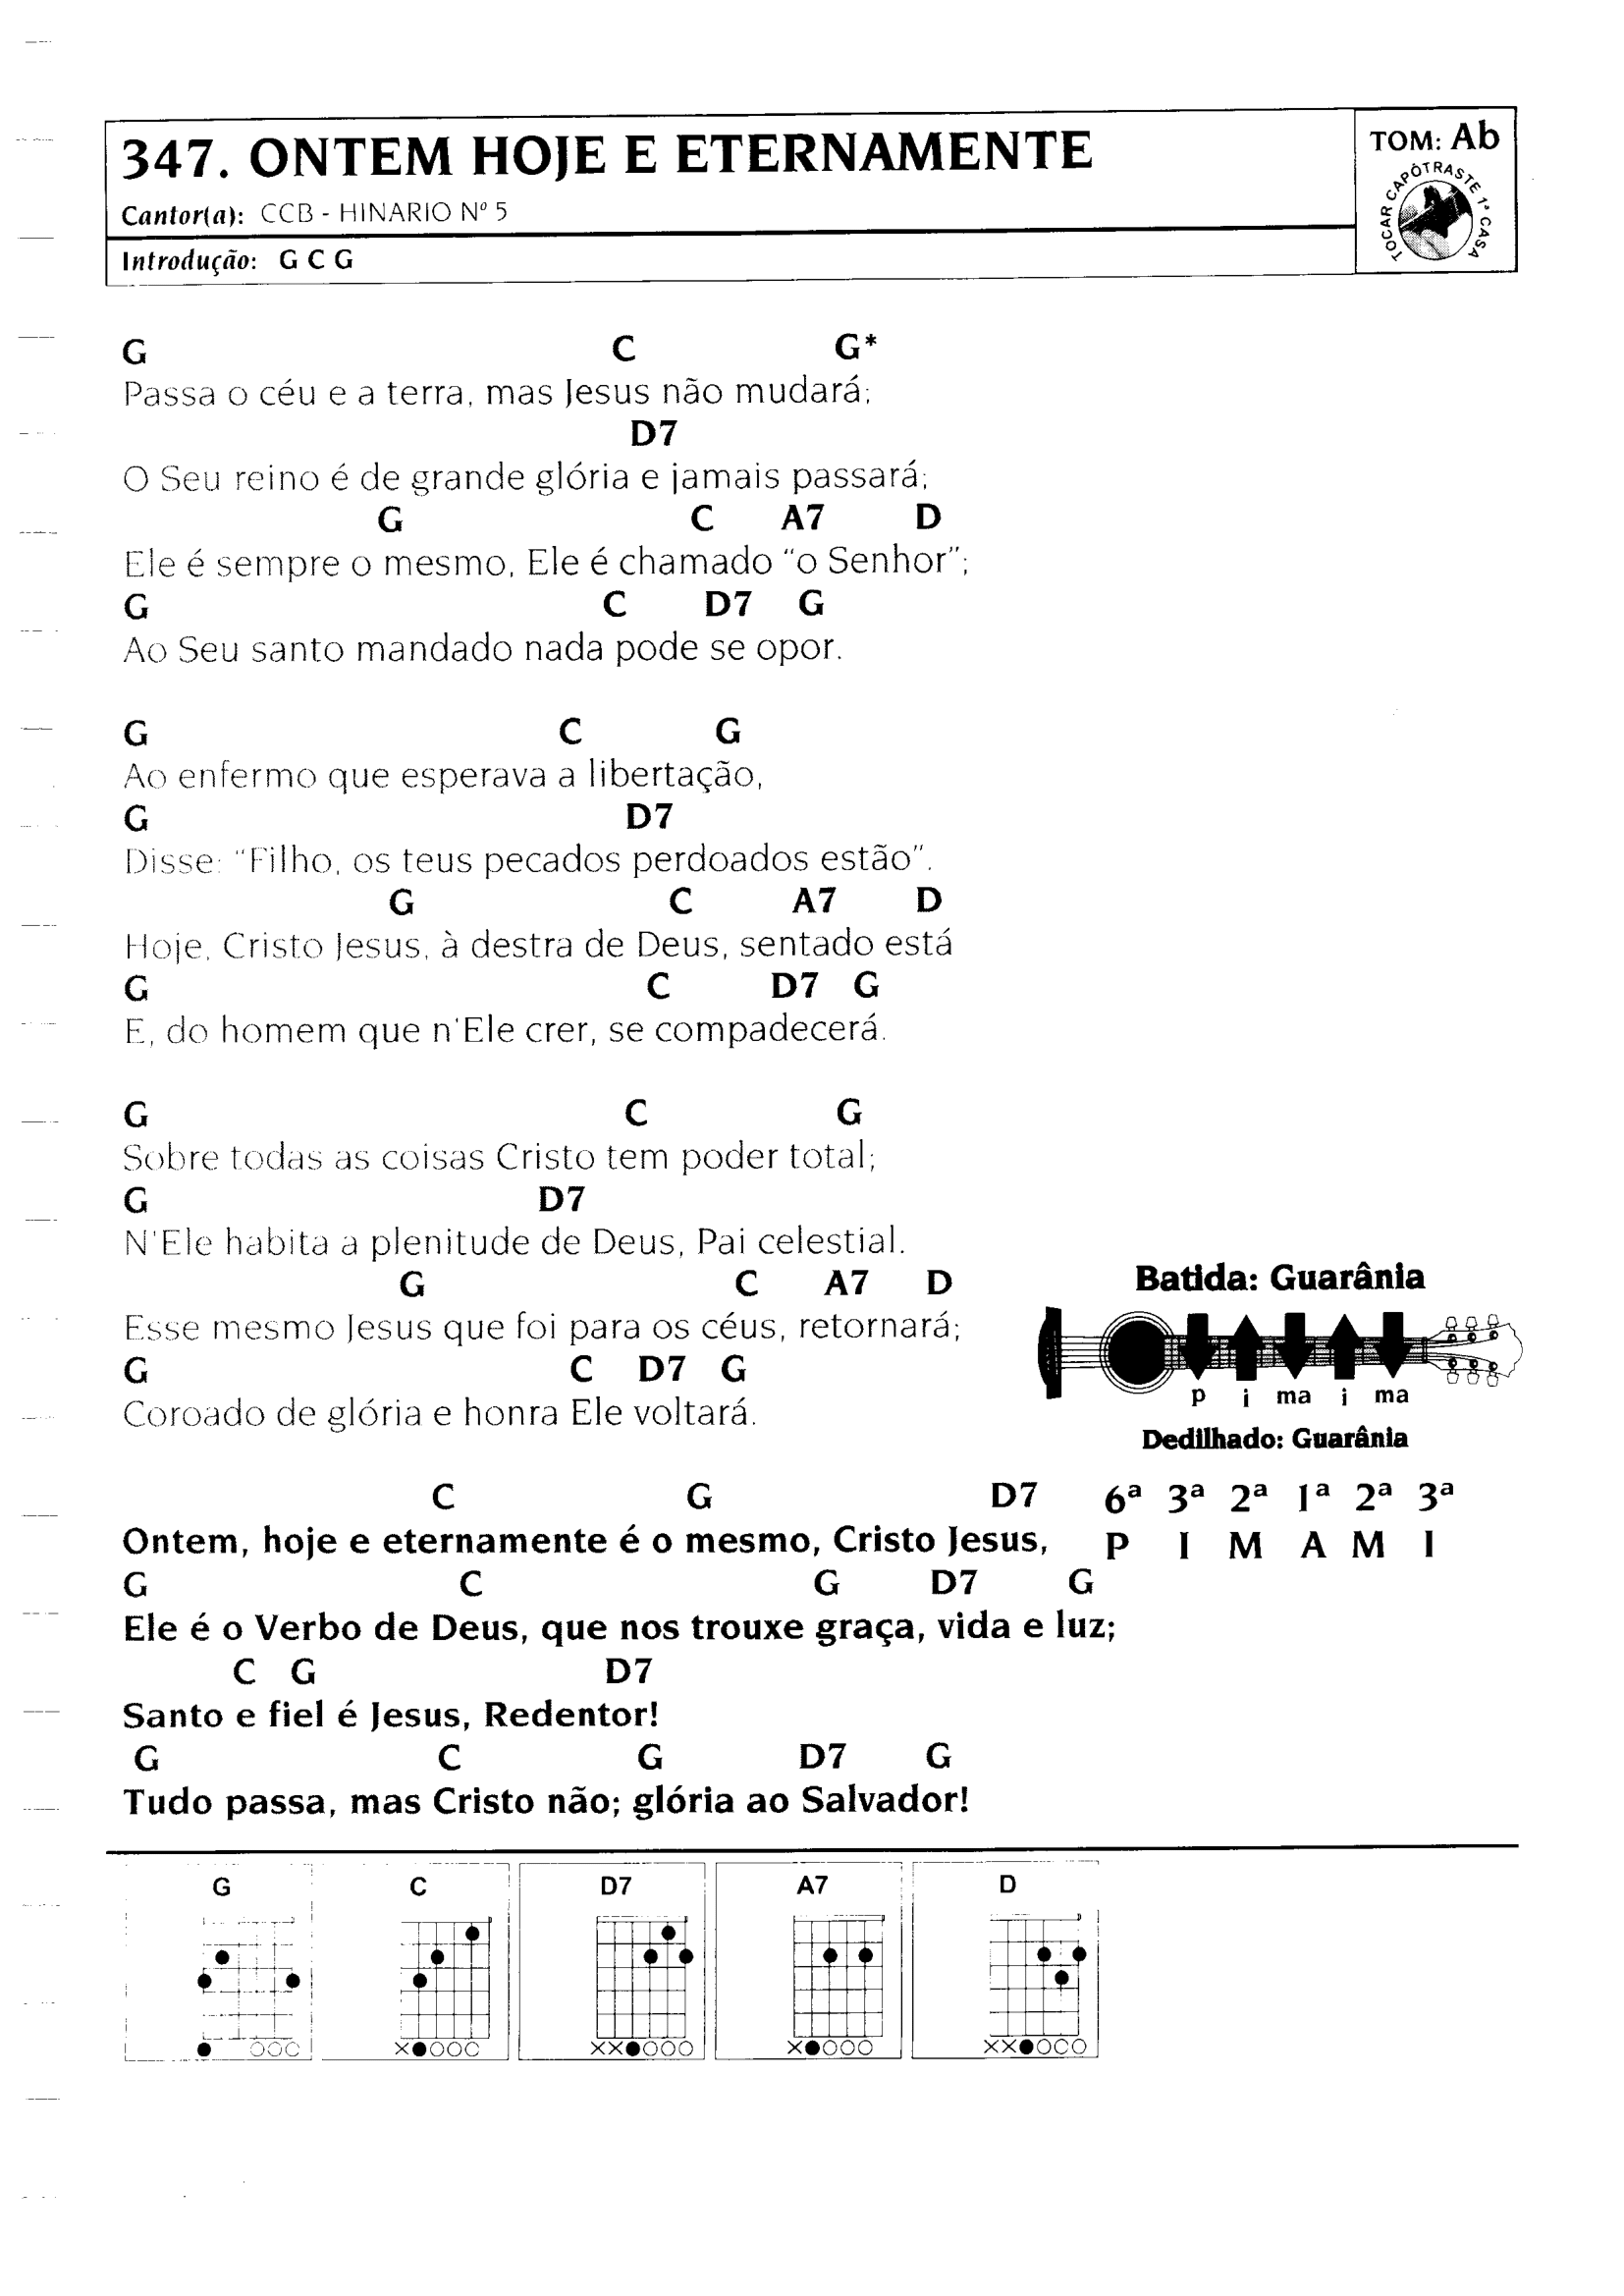 347. ONTEM HOJE E ETERNAMENTE
TOM: Ab
Cantor(a): CCB - HINARIO Nº 5
TOCAR CAPÔTRASTE 1ª CASA
Introdução: G C G
G C G*
Passa o céu e a terra, mas Jesus não mudará;
D7
O Seu reino é de grande glória e jamais passará;
G C A7 D
Ele é sempre o mesmo, Ele é chamado “o Senhor”;
G C D7 G
Ao Seu santo mandado nada pode se opor.
G C G
Ao enfermo que esperava a libertação,
G D7
Disse: “Filho, os teus pecados perdoados estão”.
G C A7 D
Hoje, Cristo Jesus, à destra de Deus, sentado está
G C D7 G
E, do homem que n'Ele crer, se compadecerá.
G C G
Sobre todas as coisas Cristo tem poder total;
G D7
N'Ele habita a plenitude de Deus, Pai celestial.
G C A7 D
Esse mesmo Jesus que foi para os céus, retornará;
G C D7 G
Coroado de glória e honra Ele voltará.
Batida: Guarânia
p i ma i ma
Dedilhado: Guarânia
6ª 3ª 2ª 1ª 2ª 3ª
P I M A M I
C G D7
Ontem, hoje e eternamente é o mesmo, Cristo Jesus,
G C G D7 G
Ele é o Verbo de Deus, que nos trouxe graça, vida e luz;
C G D7
Santo e fiel é Jesus, Redentor!
G C G D7 G
Tudo passa, mas Cristo não; glória ao Salvador!
G C D7 A7 D